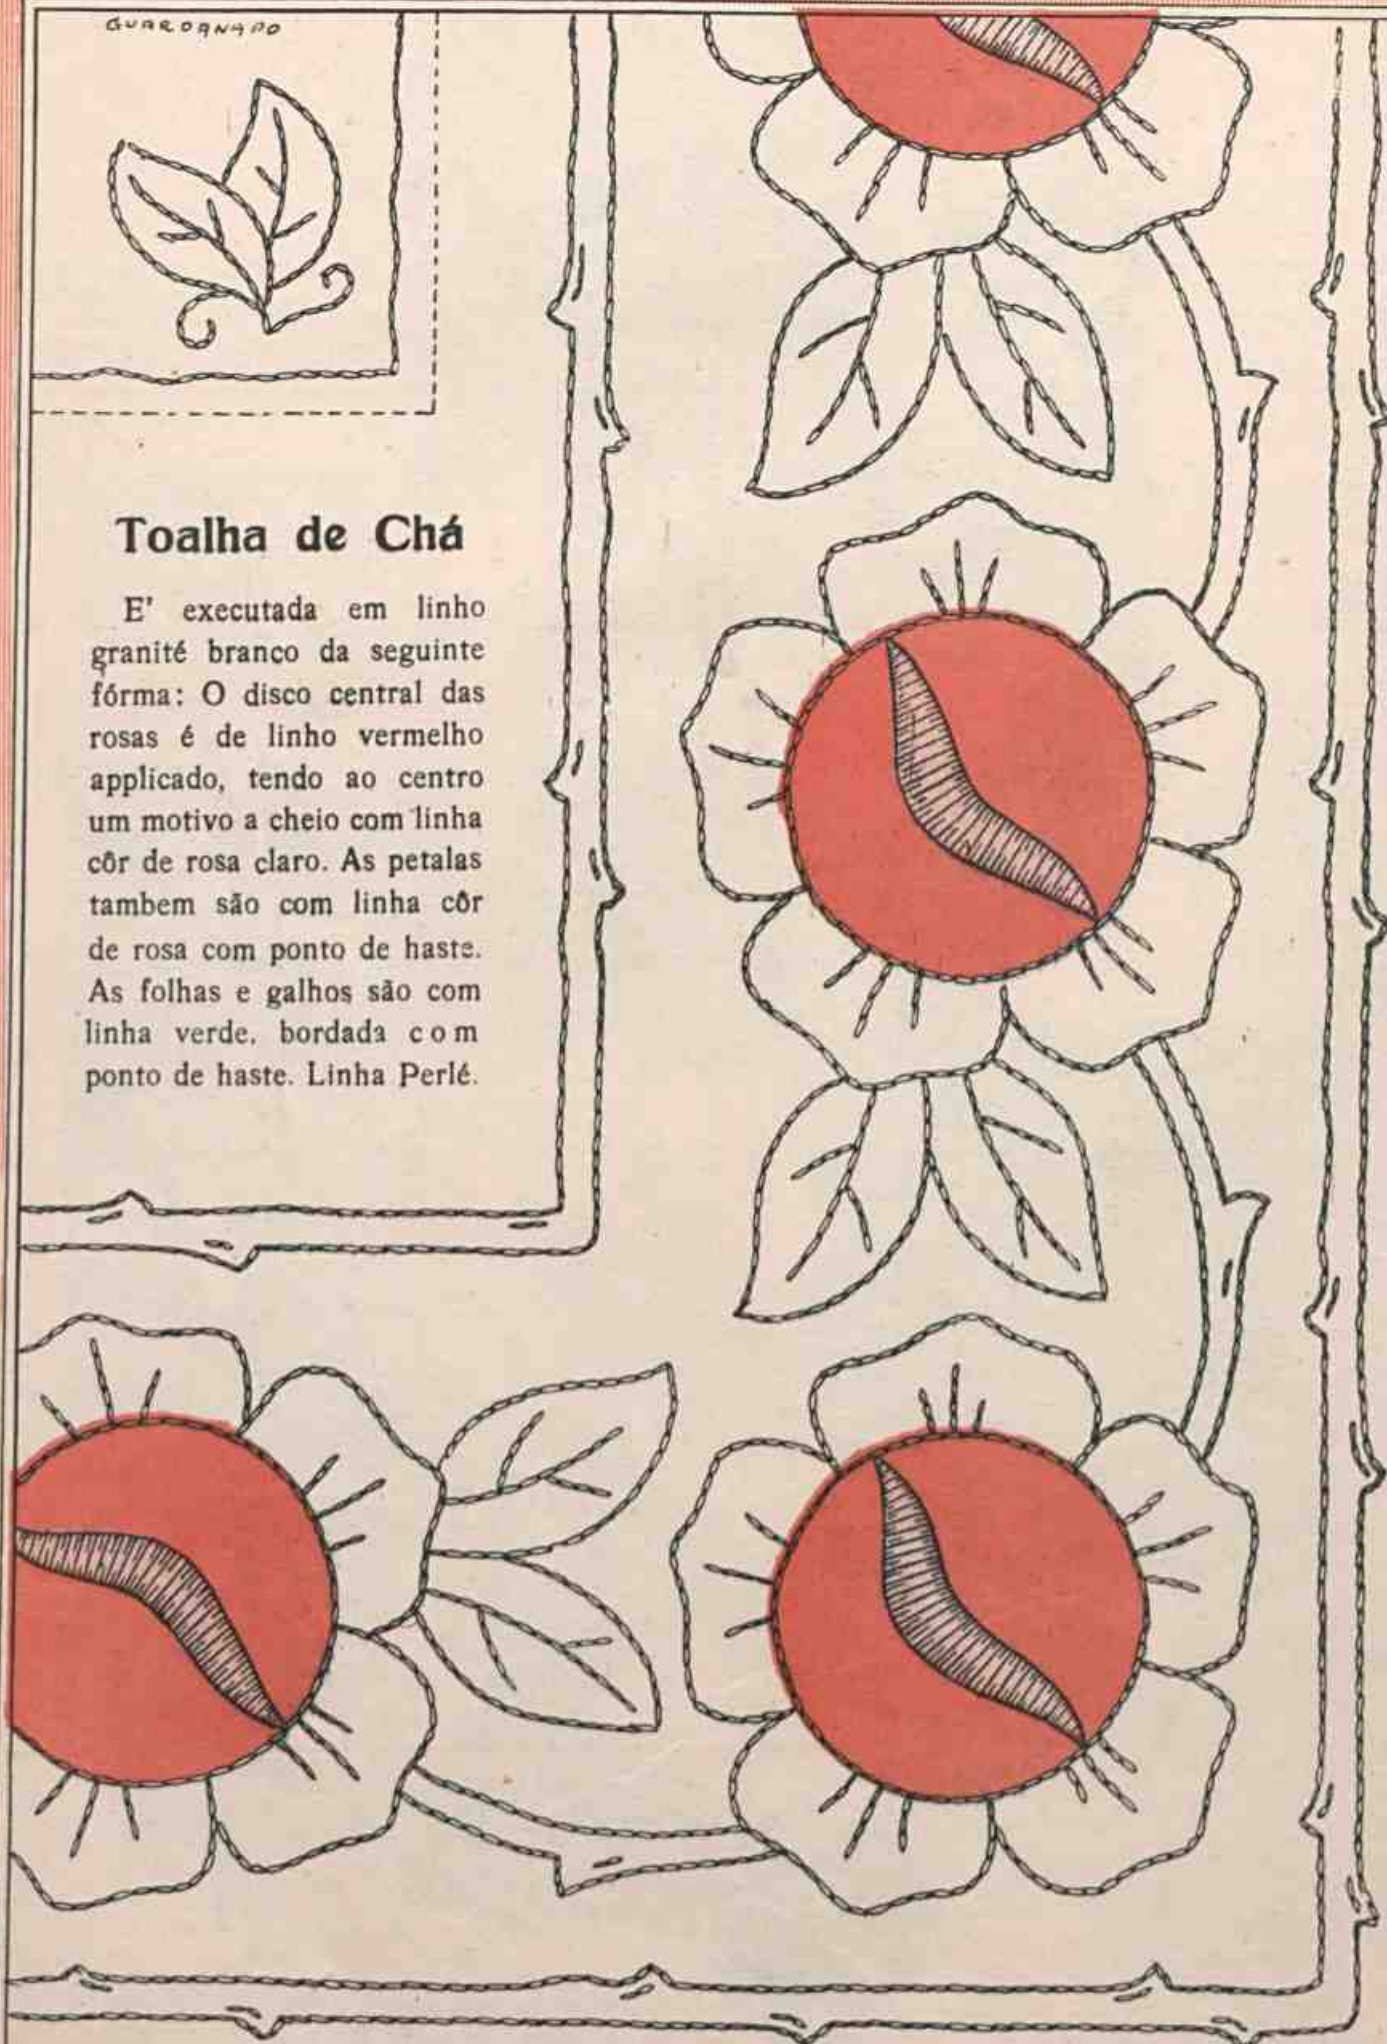 GUARDANAPO
Toalha de Chá
E' executada em linho
granité branco da seguinte
fórma: O disco central das
rosas é de linho vermelho
applicado, tendo ao centro
um motivo a cheio com linha
côr de rosa claro. As petalas
tambem são com linha côr
de rosa com ponto de haste.
As folhas e galhos são com
linha verde, bordada com
ponto de haste. Linha Perlé.